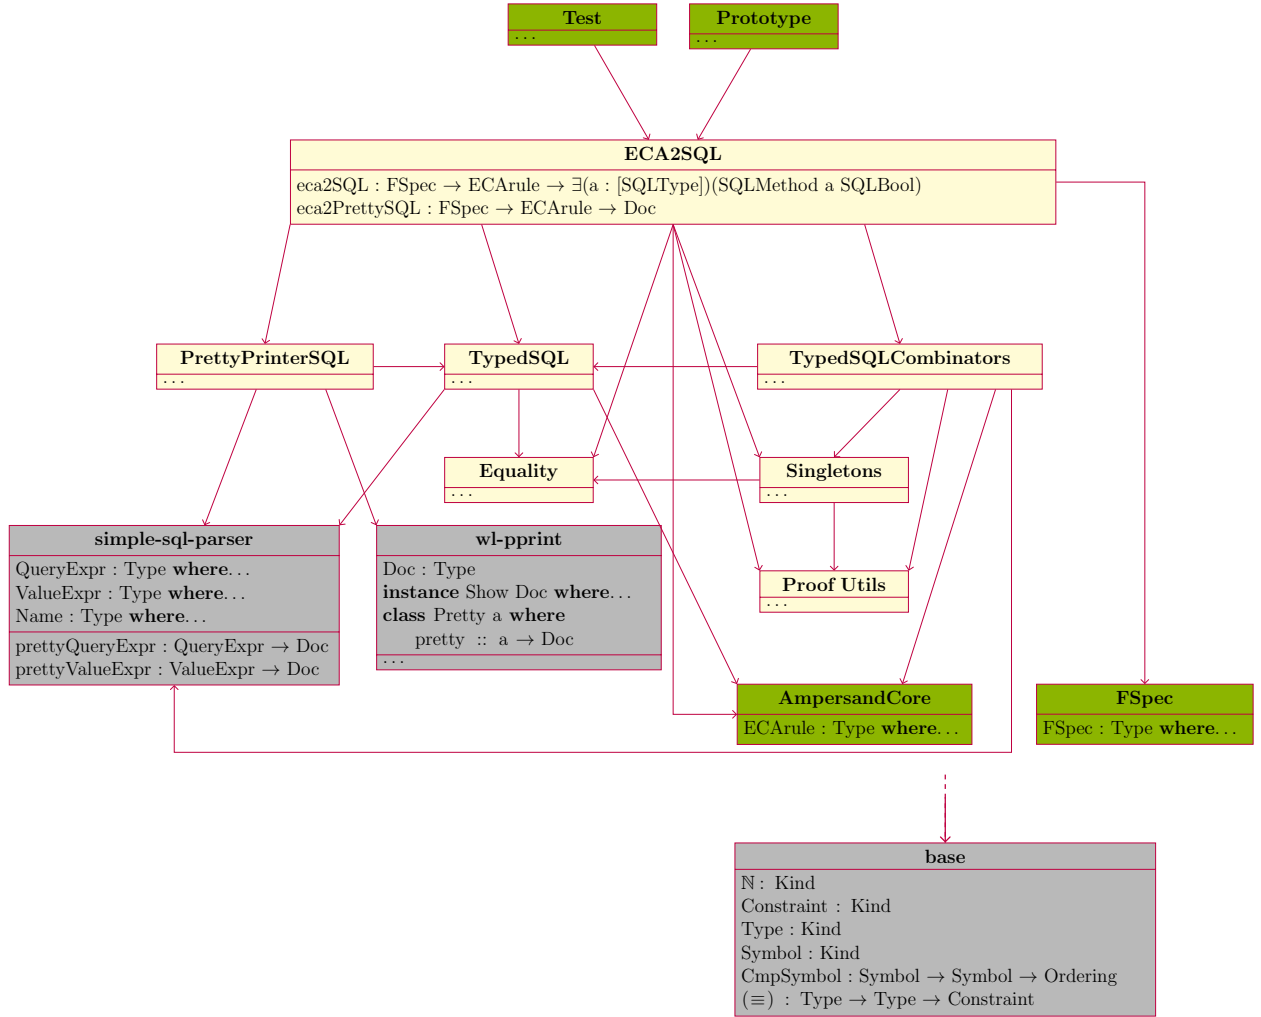 Test
...
Prototype
...
ECA2SQL
eca2SQL : FSpec → ECArule → ∃(a : [SQLType])(SQLMethod a SQLBool)
eca2PrettySQL : FSpec → ECArule → Doc
PrettyPrinterSQL
...
TypedSQL
...
TypedSQLCombinators
...
Equality
...
Singletons
...
simple-sql-parser
QueryExpr : Type where...
ValueExpr : Type where...
Name : Type where...
prettyQueryExpr : QueryExpr → Doc
prettyValueExpr : ValueExpr → Doc
wl-pprint
Doc : Type
instance Show Doc where...
class Pretty a where
pretty :: a → Doc
...
Proof Utils
...
AmpersandCore
ECArule : Type where...
FSpec
FSpec : Type where...
base
ℕ : Kind
Constraint : Kind
Type : Kind
Symbol : Kind
CmpSymbol : Symbol → Symbol → Ordering
(≡) : Type → Type → Constraint